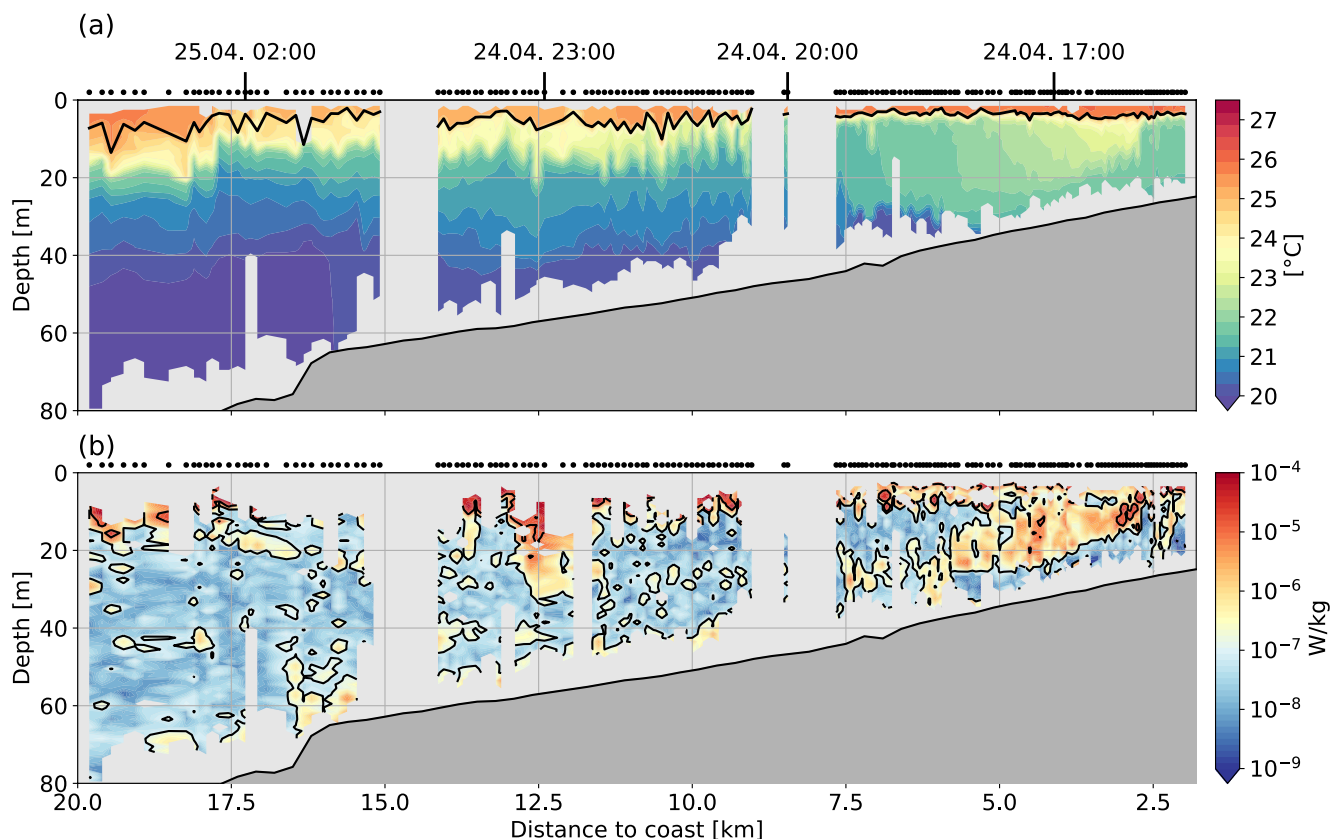 (a)
25.04. 02:00 24.04. 23:00 24.04. 20:00 24.04. 17:00
0
20
40
60
80
Depth [m]
27
26
25
24
23
22
21
20
[°C]
(b)
0
20
40
60
80
Depth [m]
10⁻⁴
10⁻⁵
10⁻⁶
10⁻⁷
10⁻⁸
10⁻⁹
W/kg
20.0 17.5 15.0 12.5 10.0 7.5 5.0 2.5
Distance to coast [km]